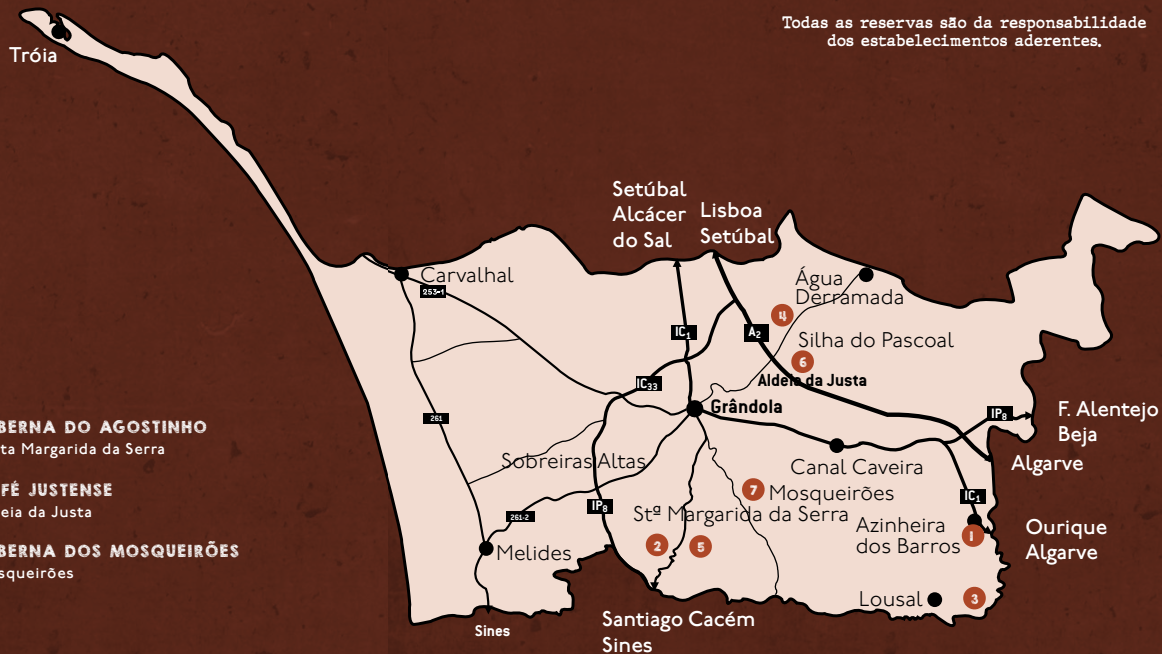 Todas as reservas são da responsabilidade
dos estabelecimentos aderentes.
Tróia
Setúbal
Alcácer
do Sal
Lisboa
Setúbal
Carvalhal
253-1
Água
Derramada
4
IC1
A2
Silha do Pascoal
6
Aldeia da Justa
IC33
Grândola
261
IP8
F. Alentejo
Beja
BERNA DO AGOSTINHO
ta Margarida da Serra
Sobreiras Altas
Canal Caveira
Algarve
FÉ JUSTENSE
eia da Justa
7
Mosqueirões
IC1
IP8
261-2
Stª Margarida da Serra
Azinheira
dos Barros
1
Ourique
Algarve
BERNA DOS MOSQUEIRÕES
squeirões
Melides
2
5
Lousal
3
Sines
Santiago Cacém
Sines